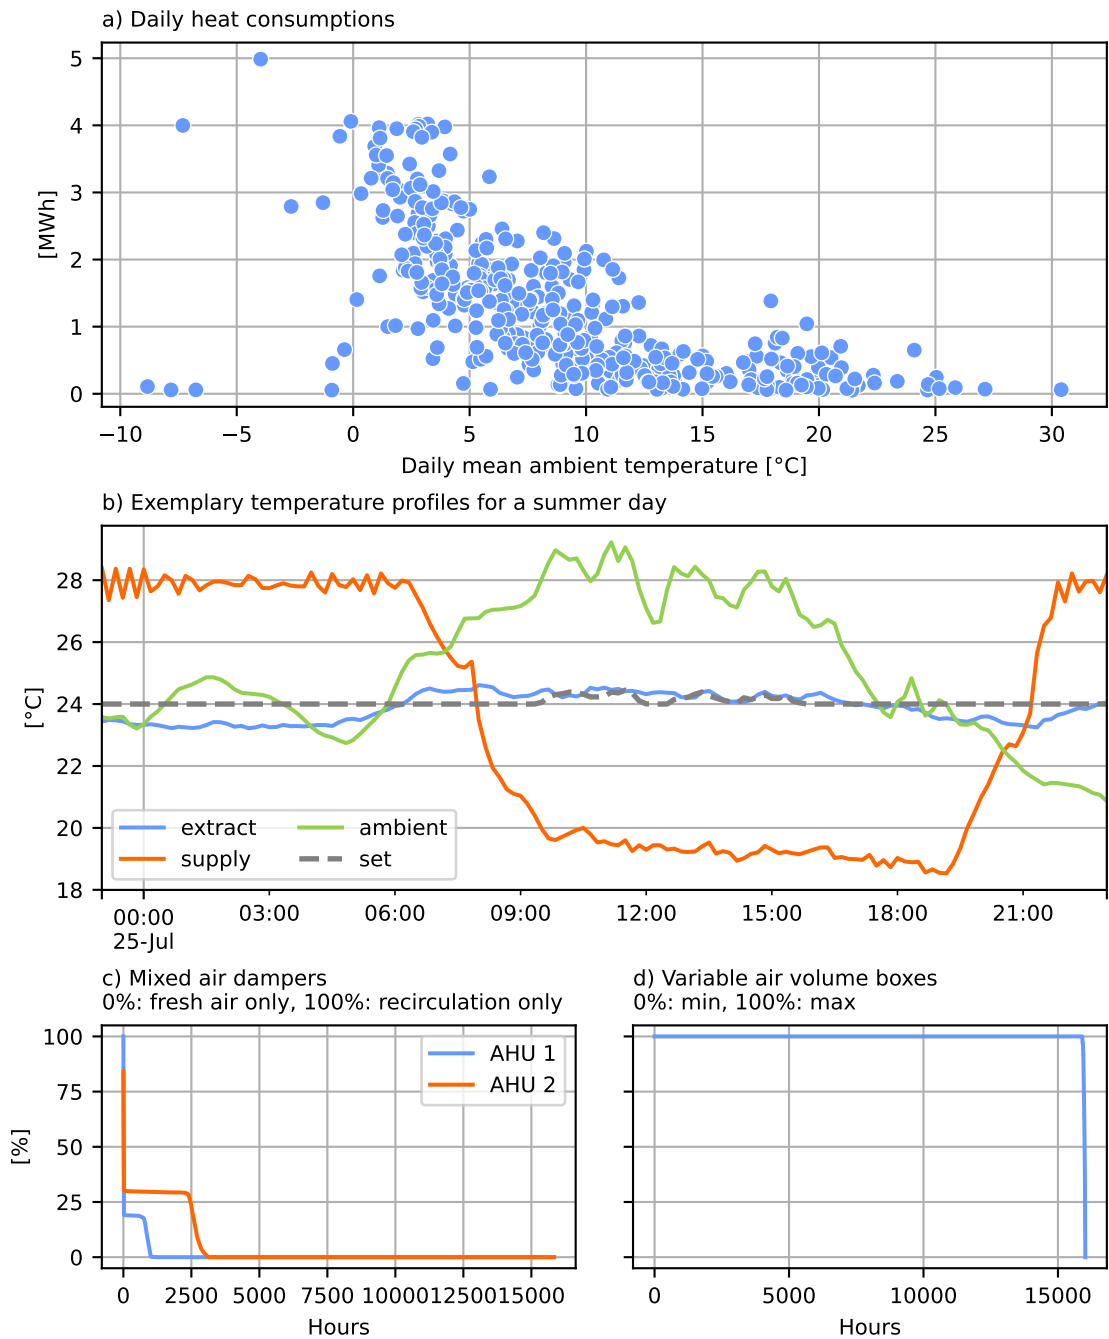 a) Daily heat consumptions
[MWh]
5
4
3
2
1
0
−10 −5 0 5 10 15 20 25 30
Daily mean ambient temperature [°C]
b) Exemplary temperature profiles for a summer day
[°C]
28
26
24
22
20
18
extract ambient
supply set
00:00 03:00 06:00 09:00 12:00 15:00 18:00 21:00
25-Jul
c) Mixed air dampers
0%: fresh air only, 100%: recirculation only
[%]
100
75
50
25
0
AHU 1
AHU 2
0 2500 5000 7500 10000 12500 15000
Hours
d) Variable air volume boxes
0%: min, 100%: max
0 5000 10000 15000
Hours